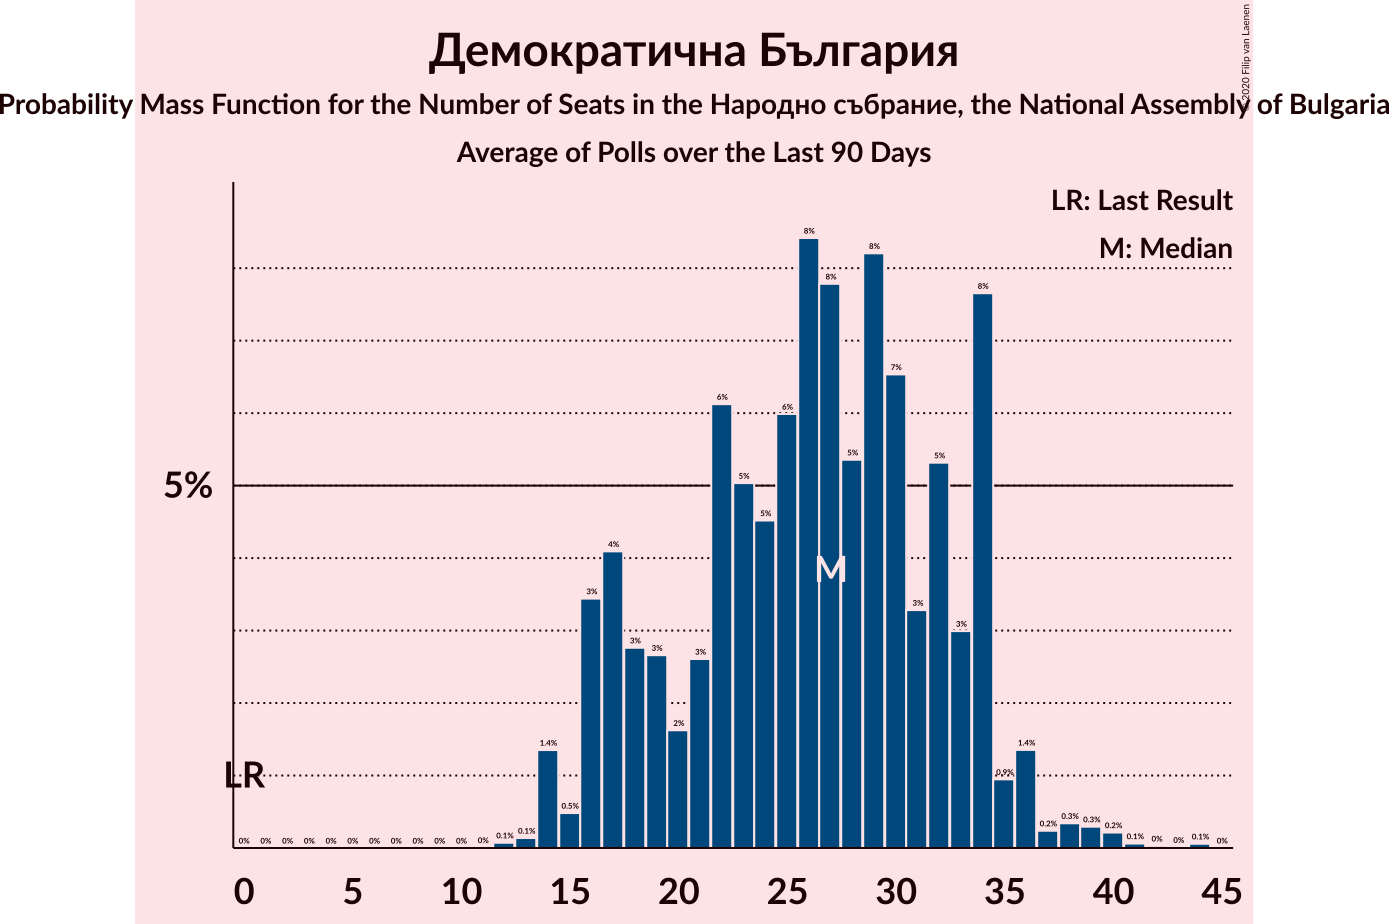 Демократична България
Probability Mass Function for the Number of Seats in the Народно събрание, the National Assembly of Bulgaria
Average of Polls over the Last 90 Days
© 2020 Filip van Laenen
LR: Last Result
M: Median
5%
LR
M
0% 0% 0% 0% 0% 0% 0% 0% 0% 0% 0% 0% 0.1% 0.1% 1.4% 0.5% 3% 4% 3% 3% 2% 3% 6% 5% 5% 6% 8% 8% 5% 8% 7% 3% 5% 3% 8% 0.9% 1.4% 0.2% 0.3% 0.3% 0.2% 0.1% 0% 0% 0.1% 0%
0 5 10 15 20 25 30 35 40 45